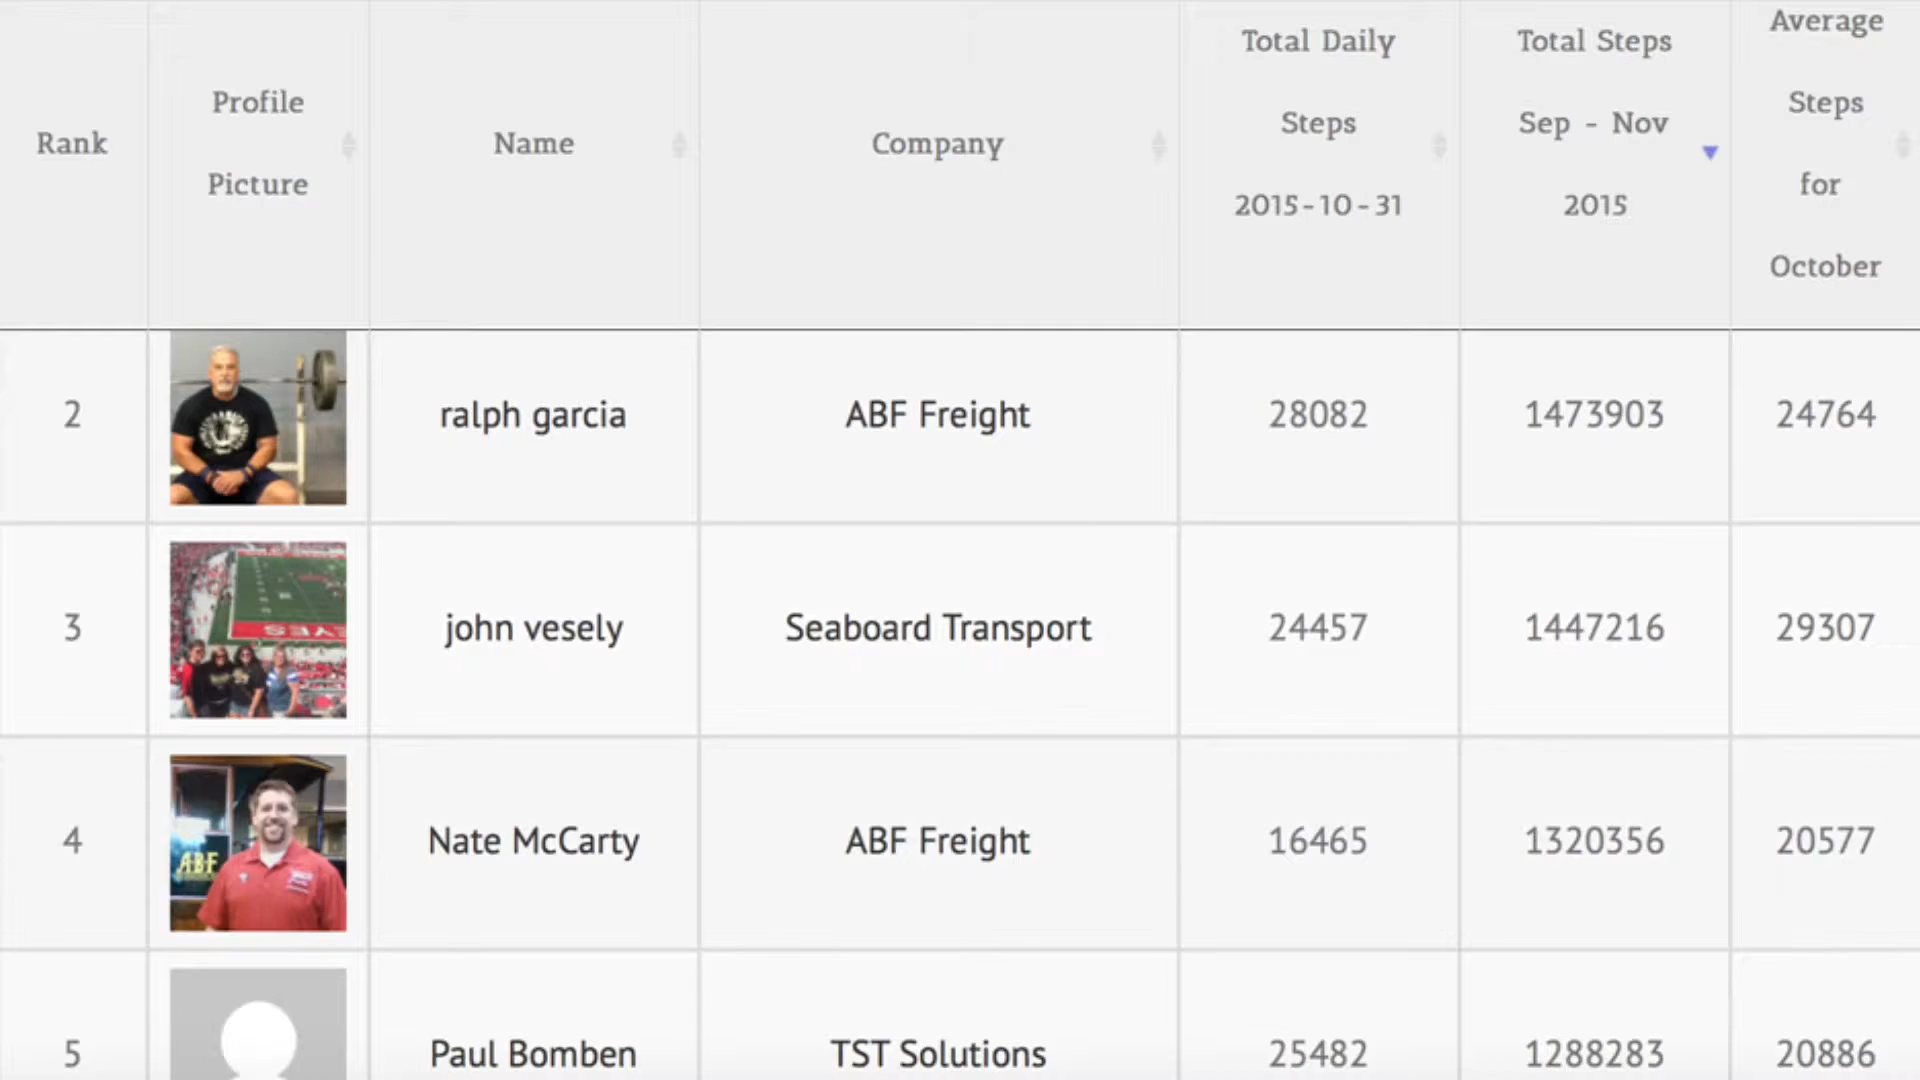 Rank
Profile
Picture
Name
Company
Total Daily
Steps
2015-10-31
Total Steps
Sep - Nov
2015
Average
Steps
for
October
2 ralph garcia ABF Freight 28082 1473903 24764
EYES
3 john vesely Seaboard Transport 24457 1447216 29307
ABF
4 Nate McCarty ABF Freight 16465 1320356 20577
5 Paul Bomben TST Solutions 25482 1288283 20886